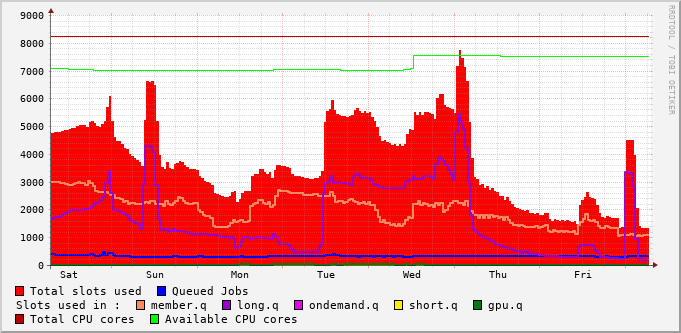 RRDTOOL / TOBI OETIKER
9000
8000
7000
6000
5000
4000
3000
2000
1000
0
Sat Sun Mon Tue Wed Thu Fri
Total slots used Queued Jobs
Slots used in : member.q long.q ondemand.q short.q gpu.q
Total CPU cores Available CPU cores